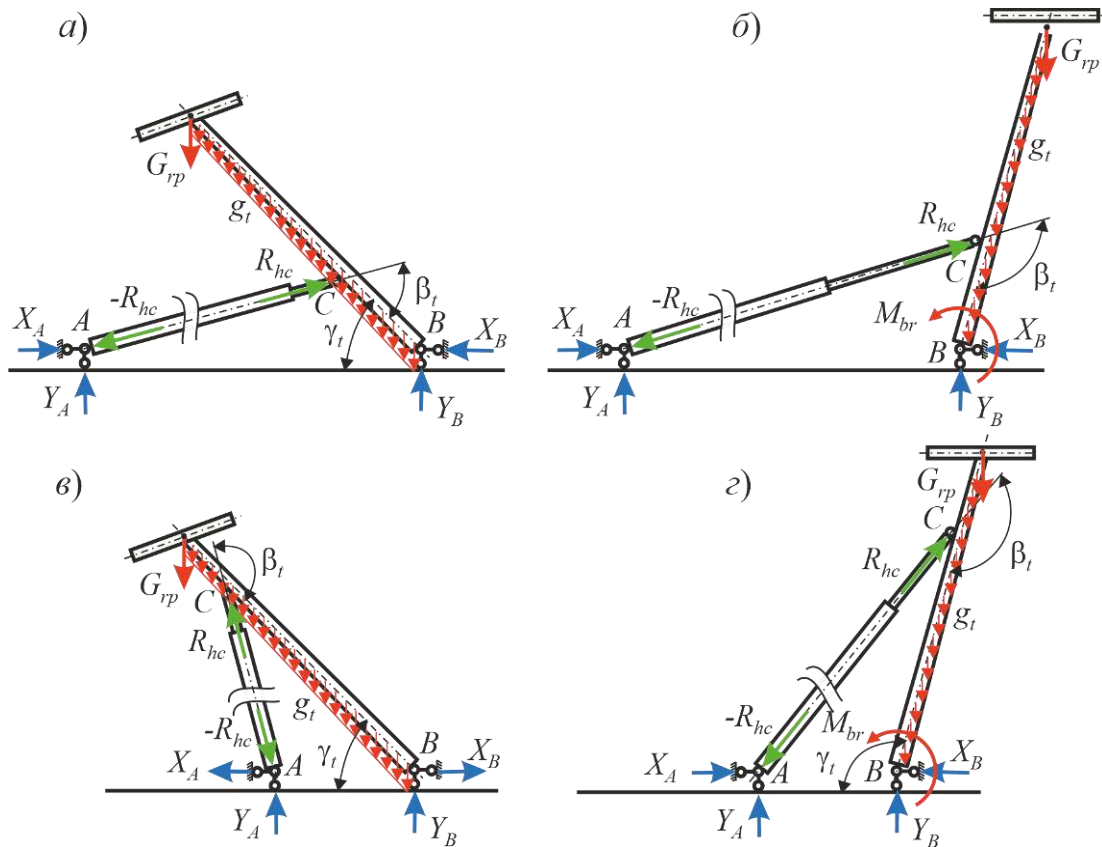 а)
G_rp
g_t
R_hc
C
β_t
-R_hc
γ_t
X_A
A
B
X_B
Y_A
Y_B
б)
G_rp
g_t
R_hc
C
β_t
-R_hc
M_br
X_A
A
B
X_B
Y_A
Y_B
в)
β_t
G_rp
C
R_hc
g_t
-R_hc
γ_t
B
X_A
A
X_B
Y_A
Y_B
г)
G_rp
C
β_t
R_hc
g_t
-R_hc
M_br
γ_t
X_A
A
B
X_B
Y_A
Y_B